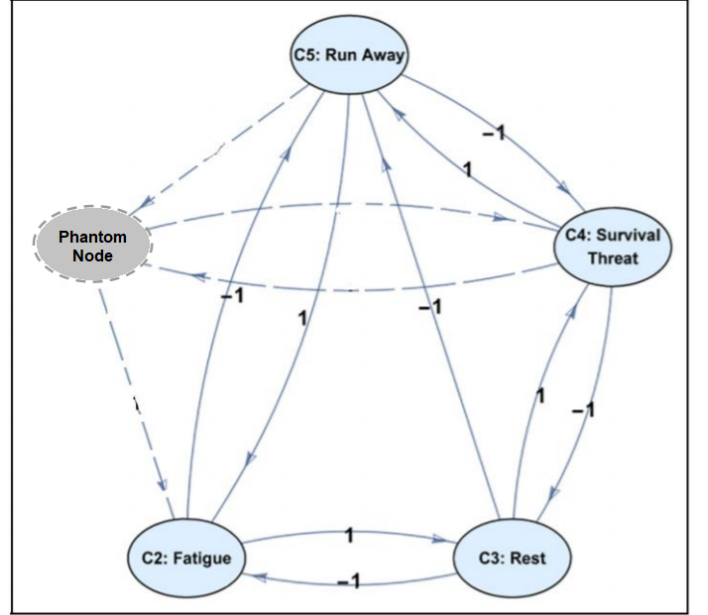 C5: Run Away
–1
1
Phantom
Node
C4: Survival
Threat
–1
1
–1
1
–1
1
C2: Fatigue
–1
C3: Rest